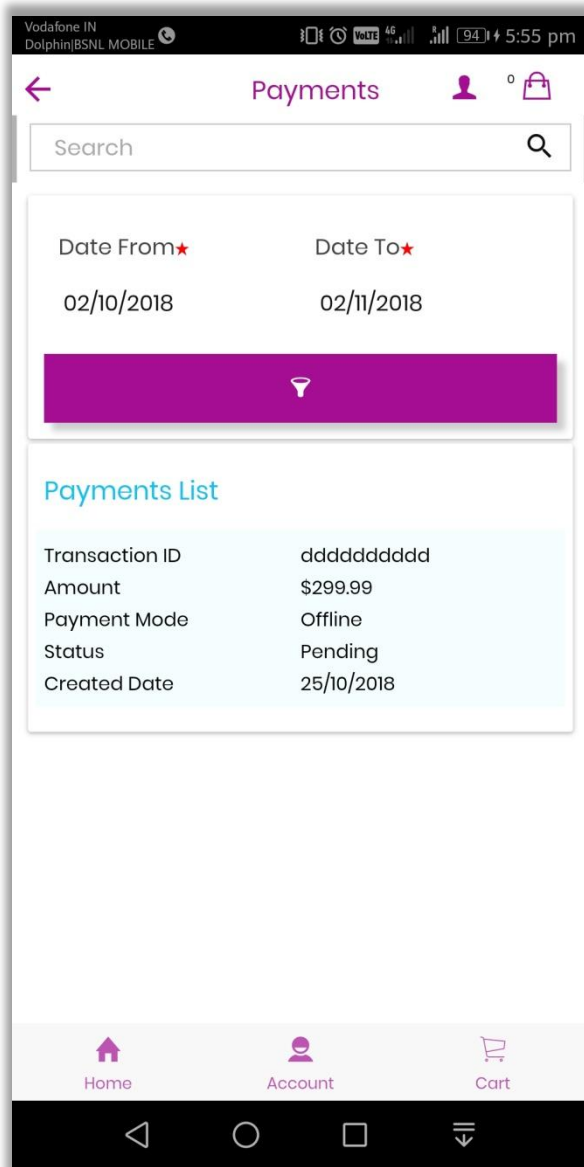 Vodafone IN
Dolphin|BSNL MOBILE VoLTE 4G R 94 5:55 pm
Payments 0
Search
Date From★ Date To★
02/10/2018 02/11/2018
Payments List
Transaction ID dddddddddd
Amount $299.99
Payment Mode Offline
Status Pending
Created Date 25/10/2018
Home Account Cart